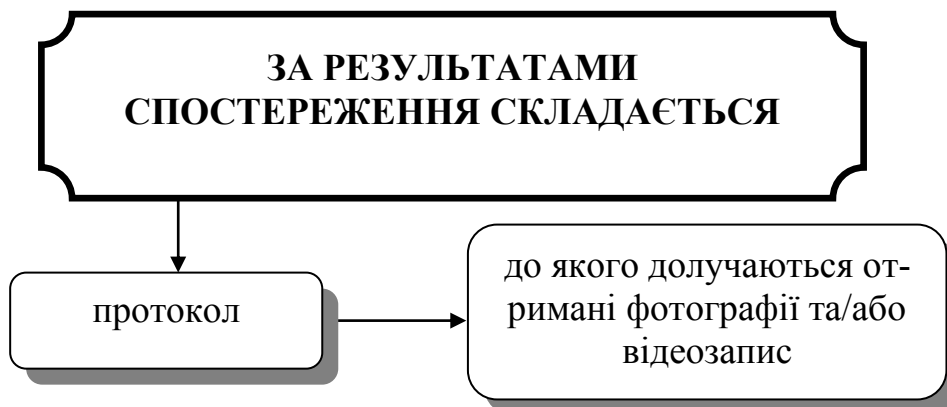 ЗА РЕЗУЛЬТАТАМИ
СПОСТЕРЕЖЕННЯ СКЛАДАЄТЬСЯ
протокол
до якого долучаються от-
римані фотографії та/або
відеозапис